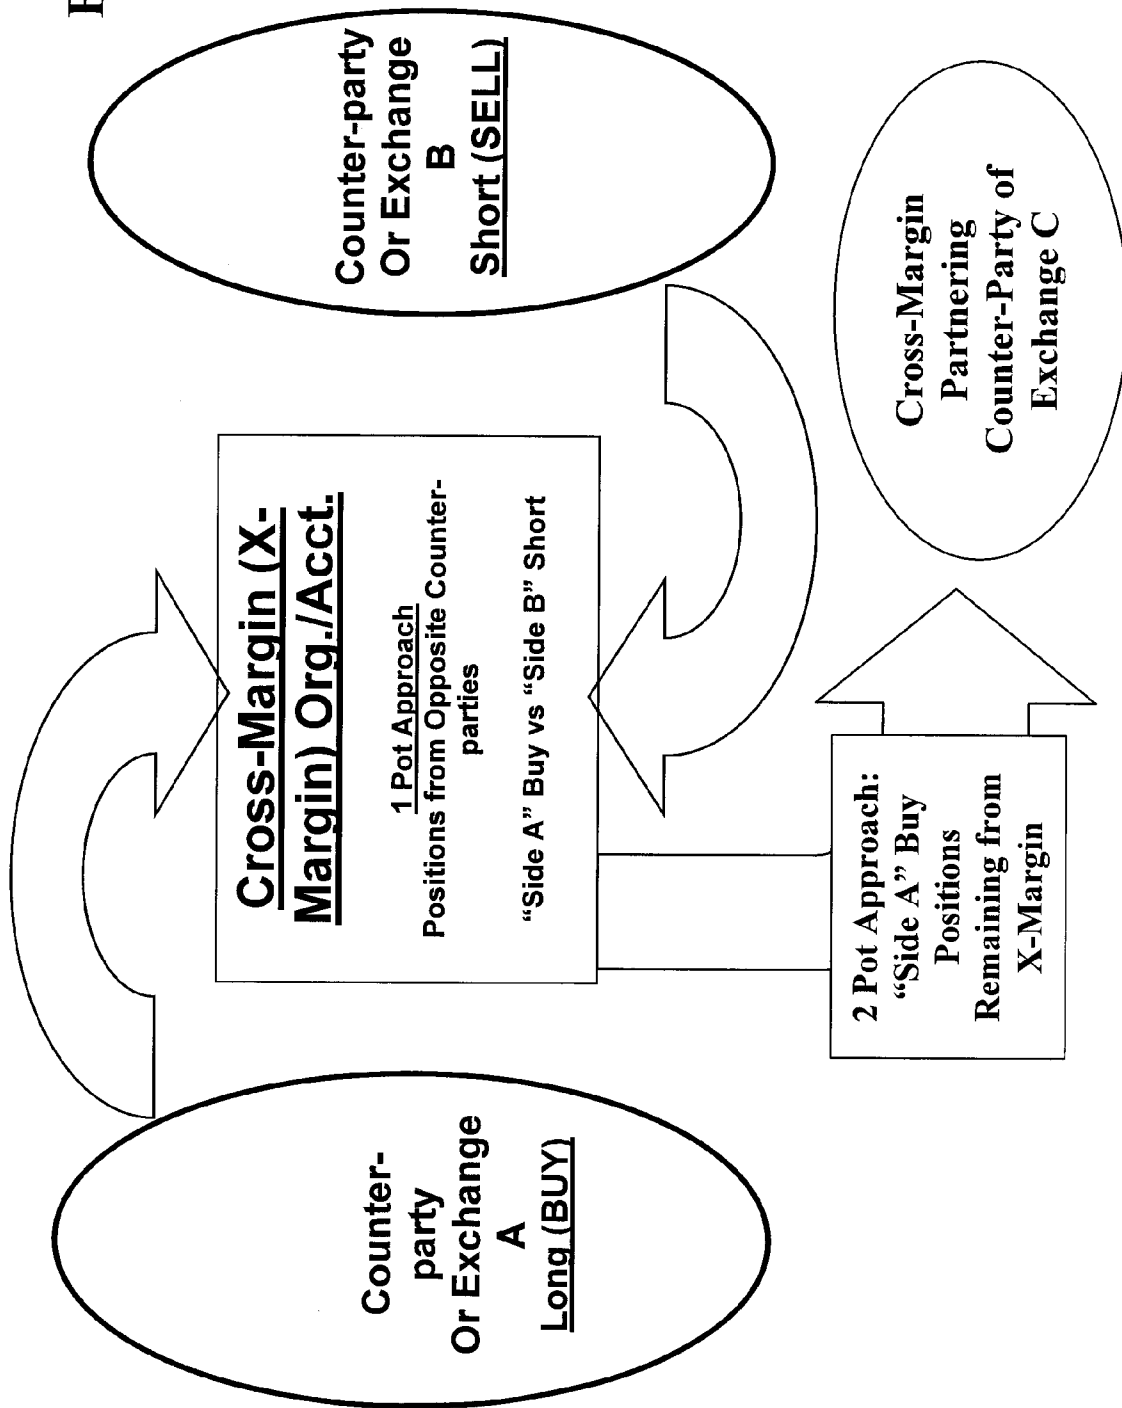 Counter-
party
Or Exchange
A
Long (BUY)
Cross-Margin (X-
Margin) Org./Acct.
1 Pot Approach
Positions from Opposite Counter-
parties
“Side A” Buy vs “Side B” Short
Counter-party
Or Exchange
B
Short (SELL)
2 Pot Approach:
“Side A” Buy
Positions
Remaining from
X-Margin
Cross-Margin
Partnering
Counter-Party of
Exchange C